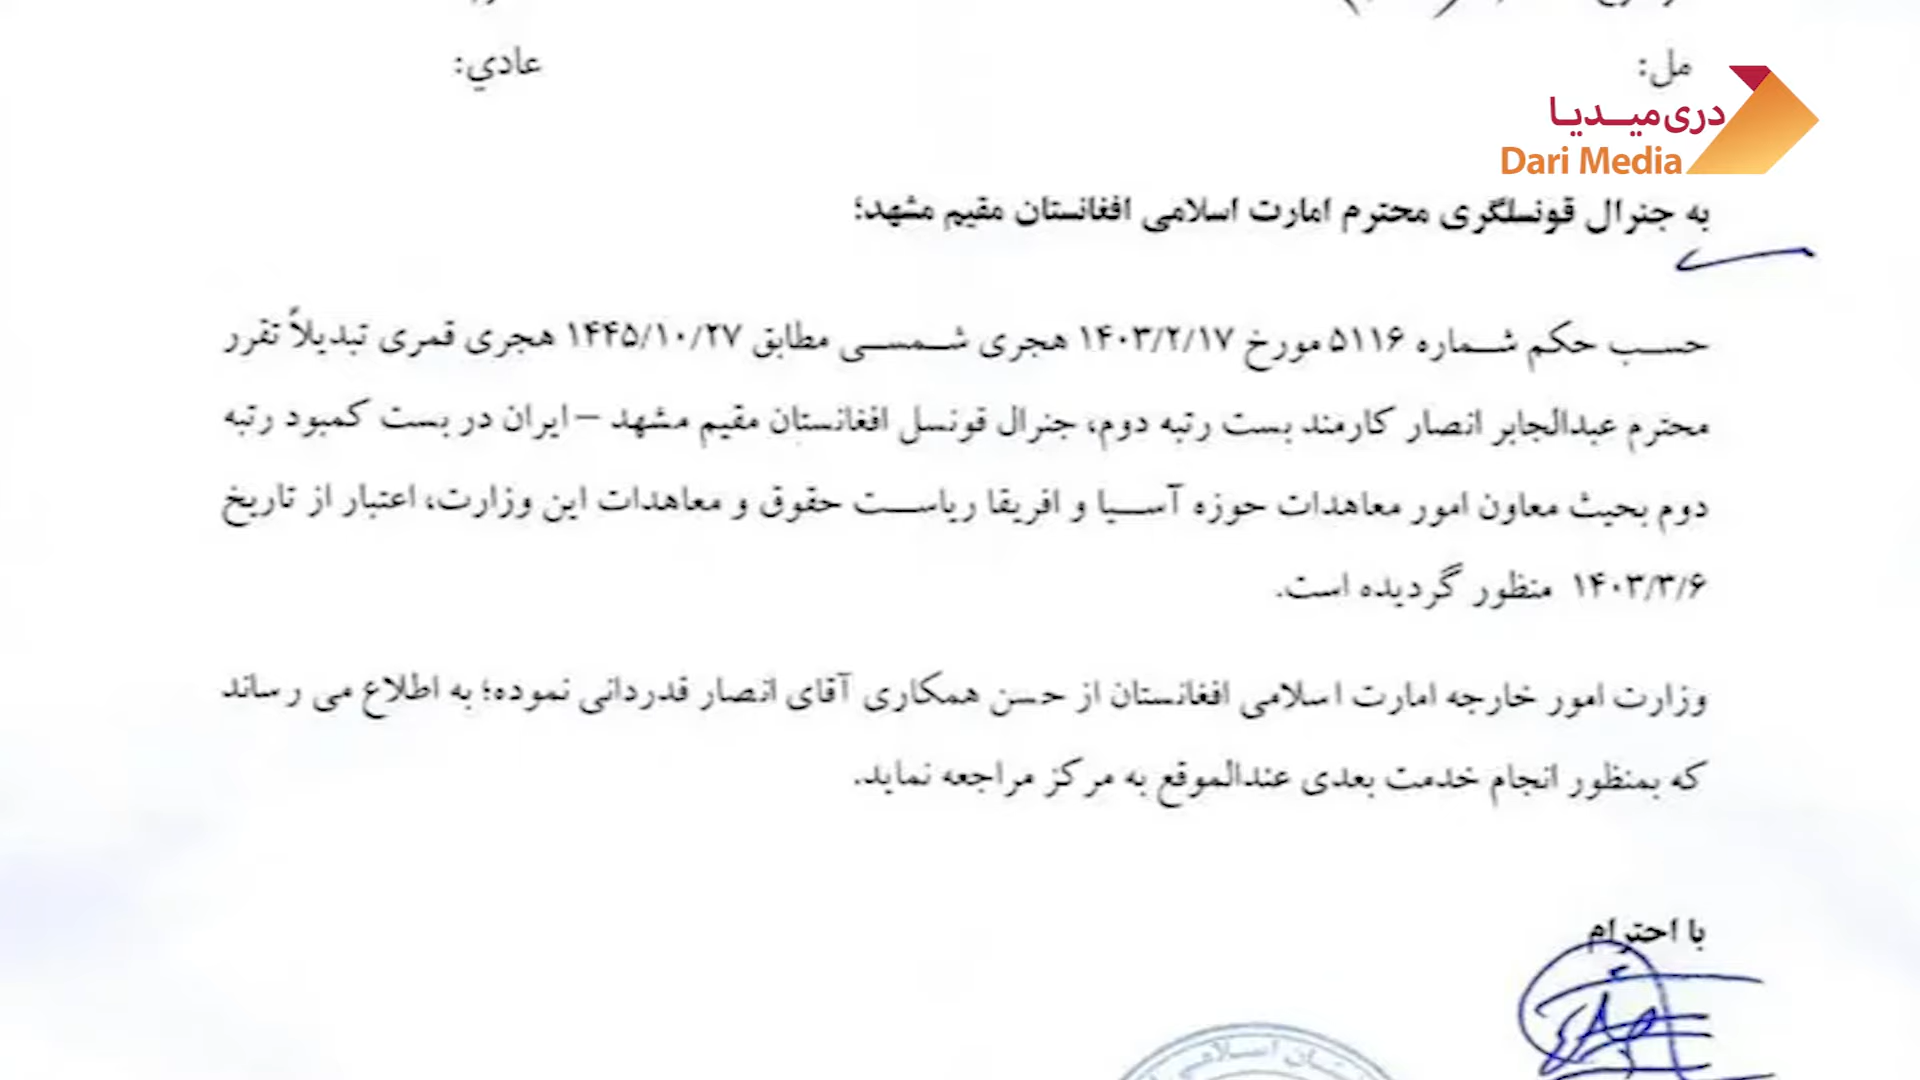 مل:
عادي:
دری میدیا
Dari Media
به جنرال قونسلگری محترم امارت اسلامی افغانستان مقیم مشهد؛
حسب حکم شماره ۵۱۱۶ مورخ ۱۴۰۳/۲/۱۷ هجری شمسی مطابق ۱۴۴۵/۱۰/۲۷ هجری قمری تبدیلاً تقرر
محترم عبدالجابر انصار کارمند بست رتبه دوم، جنرال قونسل افغانستان مقیم مشهد – ایران در بست کمبود رتبه
دوم بحیث معاون امور معاهدات حوزه آسیا و افریقا ریاست حقوق و معاهدات این وزارت، اعتبار از تاریخ
۱۴۰۳/۳/۶ منظور گردیده است.
وزارت امور خارجه امارت اسلامی افغانستان از حسن همکاری آقای انصار قدردانی نموده؛ به اطلاع می رساند
که بمنظور انجام خدمت بعدی عندالموقع به مرکز مراجعه نماید.
با احترام